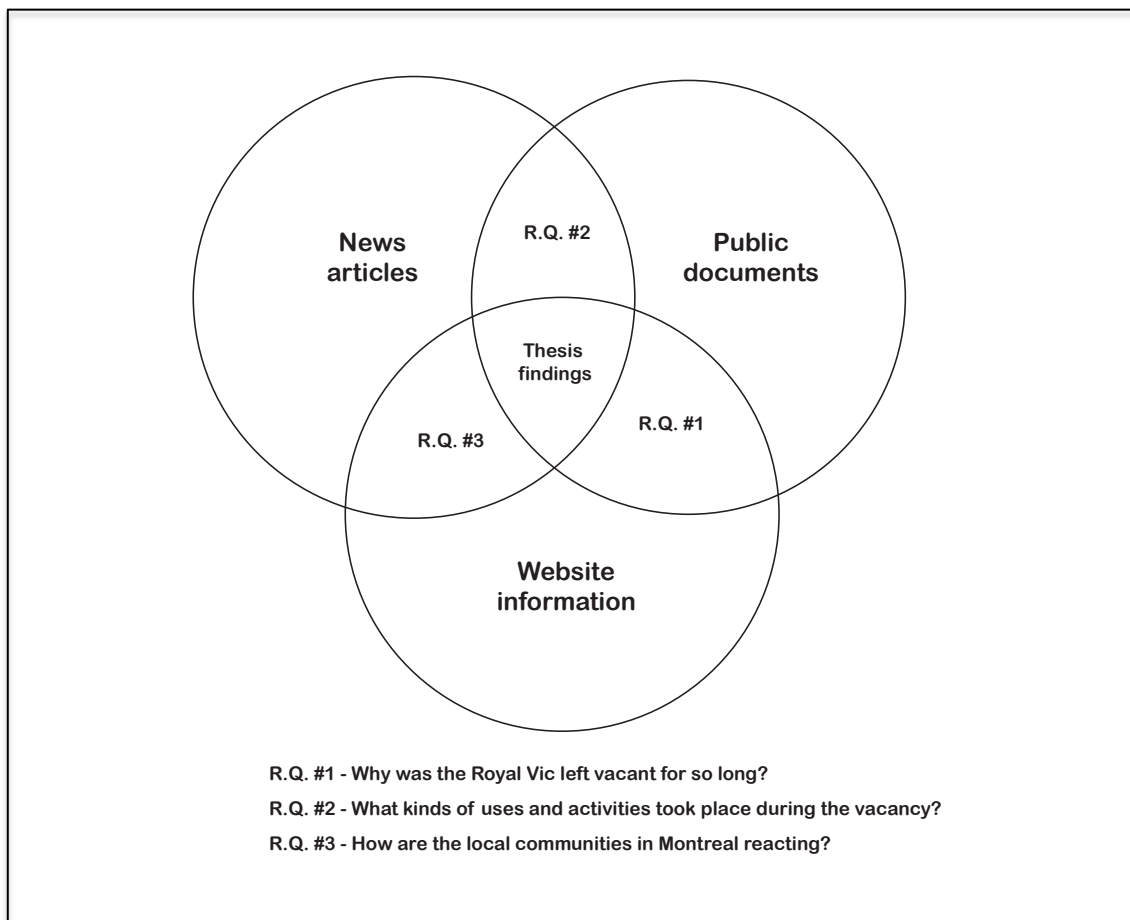 News
articles
R.Q. #2
Public
documents
Thesis
findings
R.Q. #3
R.Q. #1
Website
information
R.Q. #1 - Why was the Royal Vic left vacant for so long?
R.Q. #2 - What kinds of uses and activities took place during the vacancy?
R.Q. #3 - How are the local communities in Montreal reacting?